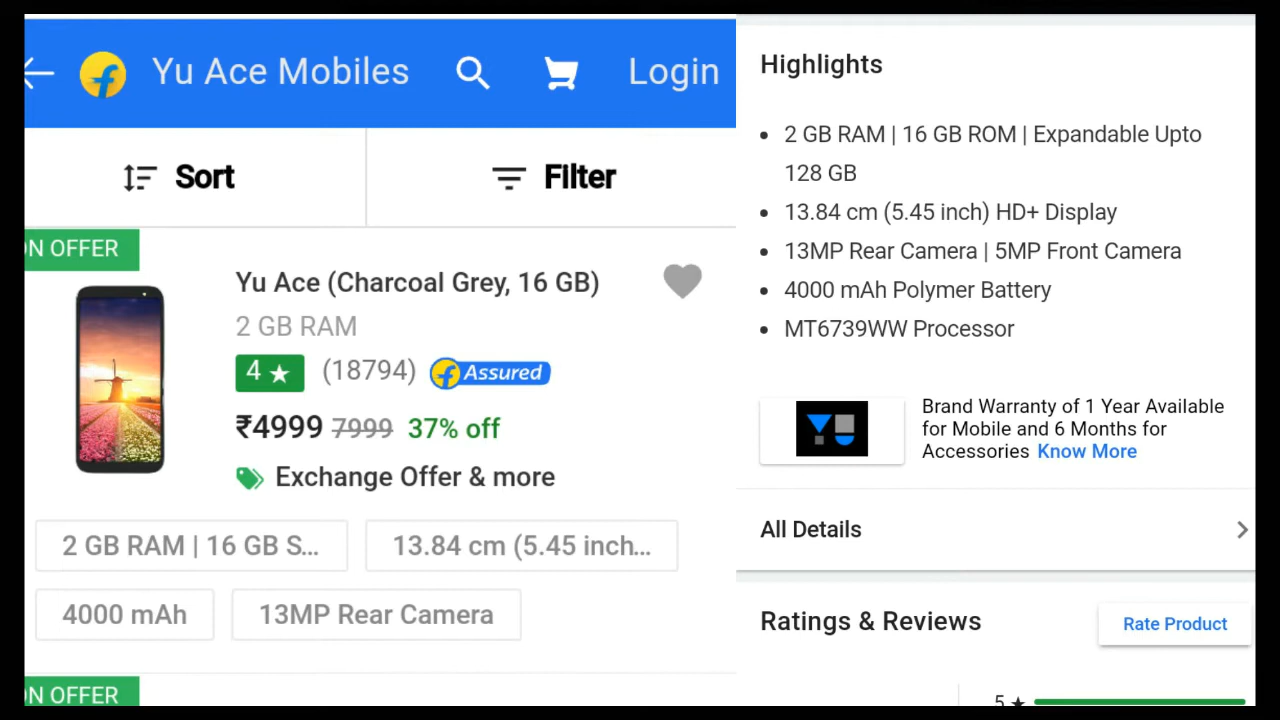 Yu Ace Mobiles
Login
Sort
Filter
N OFFER
Yu Ace (Charcoal Grey, 16 GB)
2 GB RAM
4 ★ (18794) Assured
₹4999 7999 37% off
Exchange Offer & more
2 GB RAM | 16 GB S...
13.84 cm (5.45 inch...
4000 mAh
13MP Rear Camera
N OFFER
Highlights
• 2 GB RAM | 16 GB ROM | Expandable Upto
128 GB
• 13.84 cm (5.45 inch) HD+ Display
• 13MP Rear Camera | 5MP Front Camera
• 4000 mAh Polymer Battery
• MT6739WW Processor
YU
Brand Warranty of 1 Year Available
for Mobile and 6 Months for
Accessories Know More
All Details
Ratings & Reviews
Rate Product
5 ★